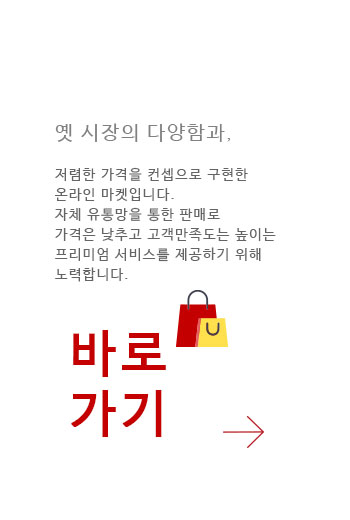 옛 시장의 다양함과,
저렴한 가격을 컨셉으로 구현한
온라인 마켓입니다.
자체 유통망을 통한 판매로
가격은 낮추고 고객만족도는 높이는
프리미엄 서비스를 제공하기 위해
노력합니다.
바로
가기